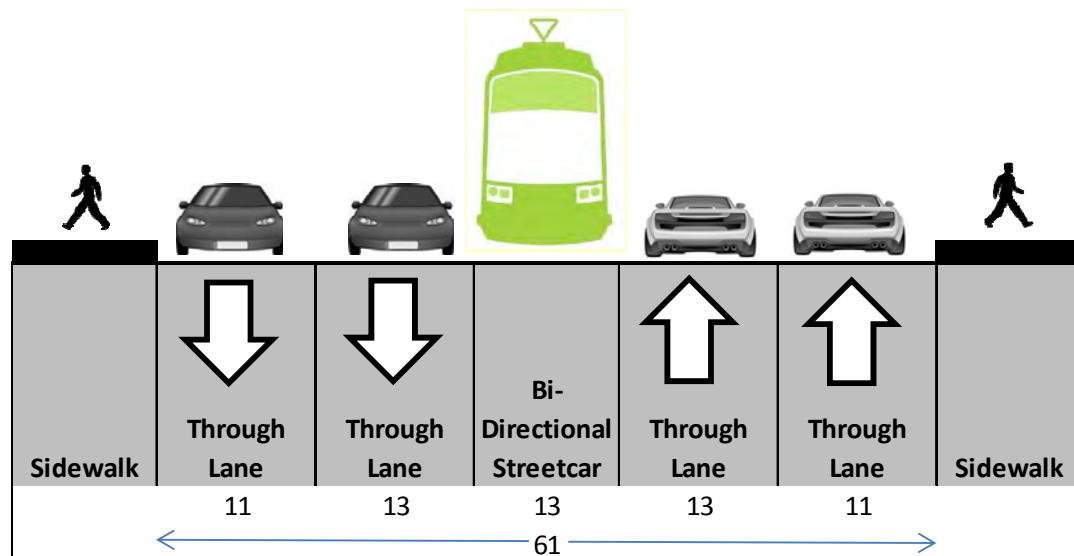 Sidewalk
Through
Lane
Through
Lane
Bi-
Directional
Streetcar
Through
Lane
Through
Lane
Sidewalk
11 13 13 13 11
61